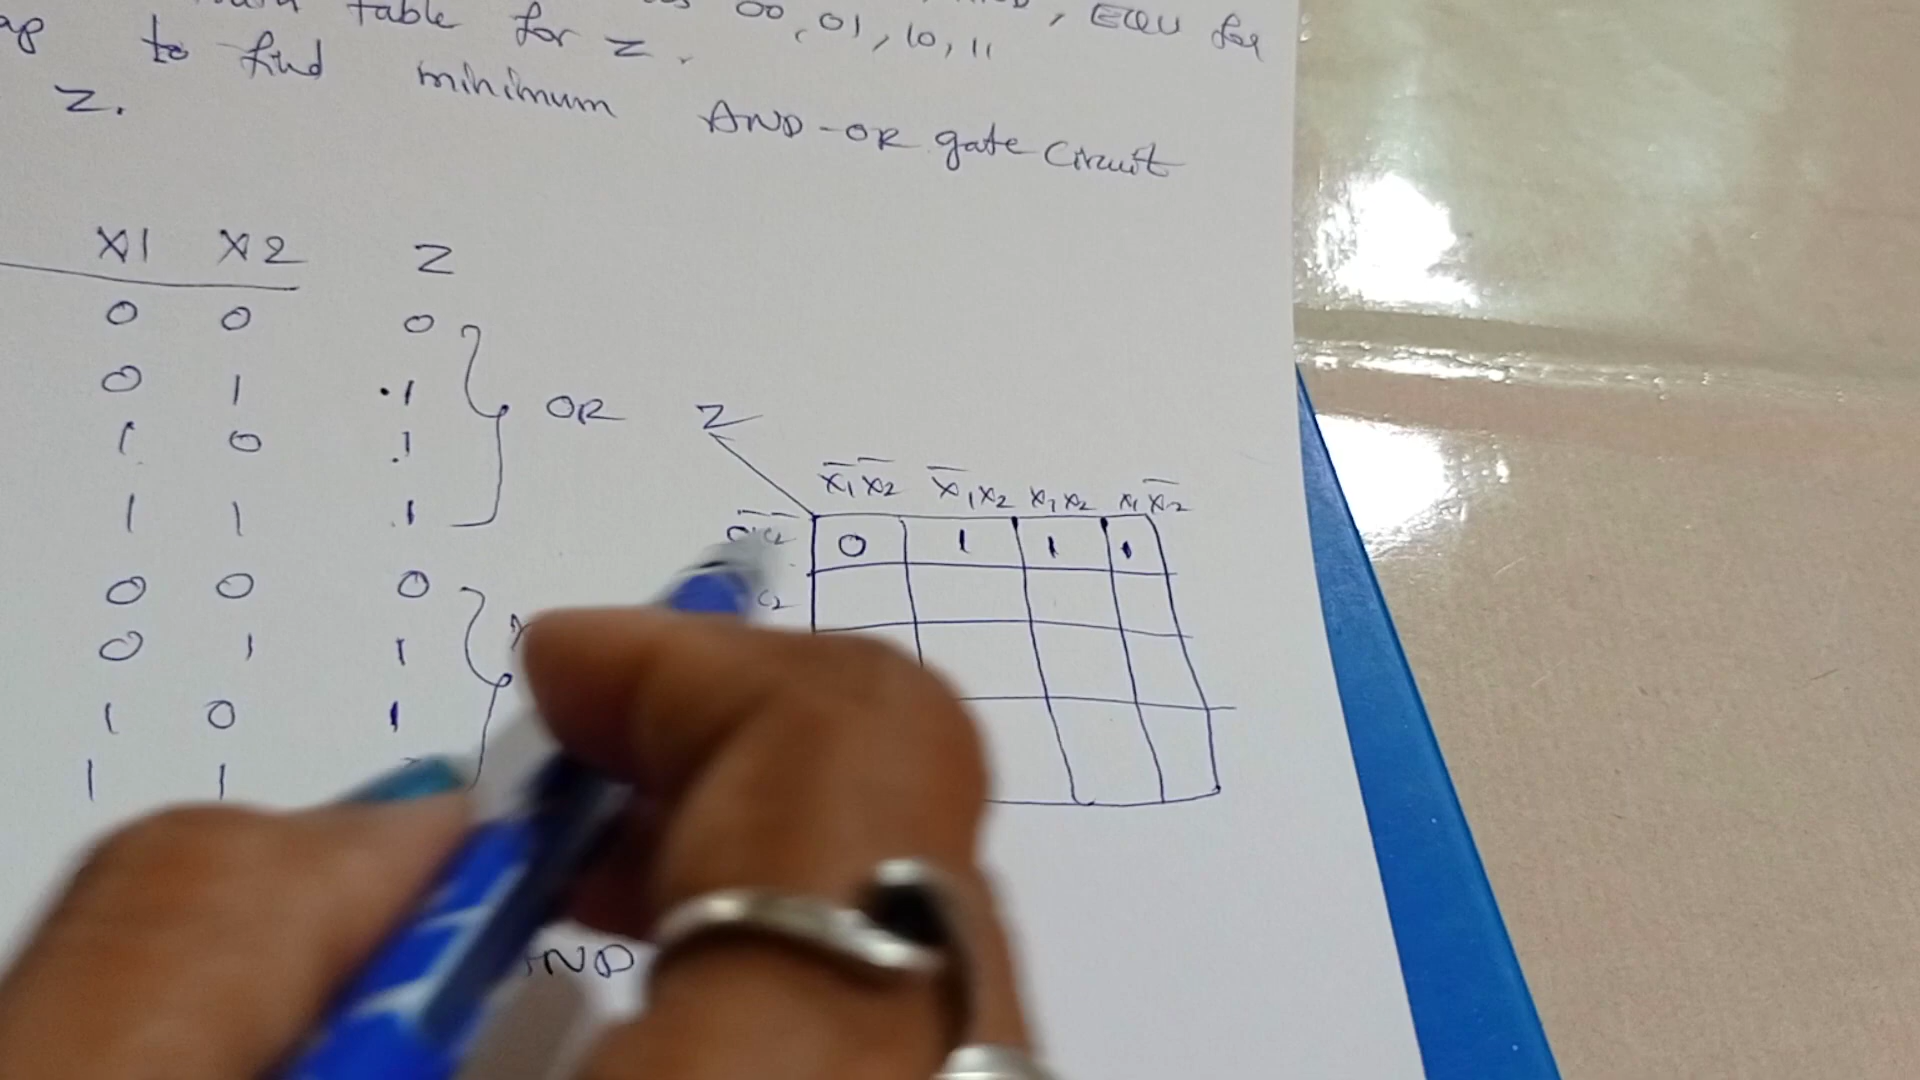 table for z. 00, 01, 10, 11 , EQU for
to find minimum AND-OR gate circuit
z.
X1 X2 Z
0 0 0
0 1 1
1 0 1
1 1 1
OR Z
X̅1X̅2 X̅1X2 X1X2 X1X̅2
0 1 1 1
C2
0 0 0
0 1 1
1 0 1
1 1
AND